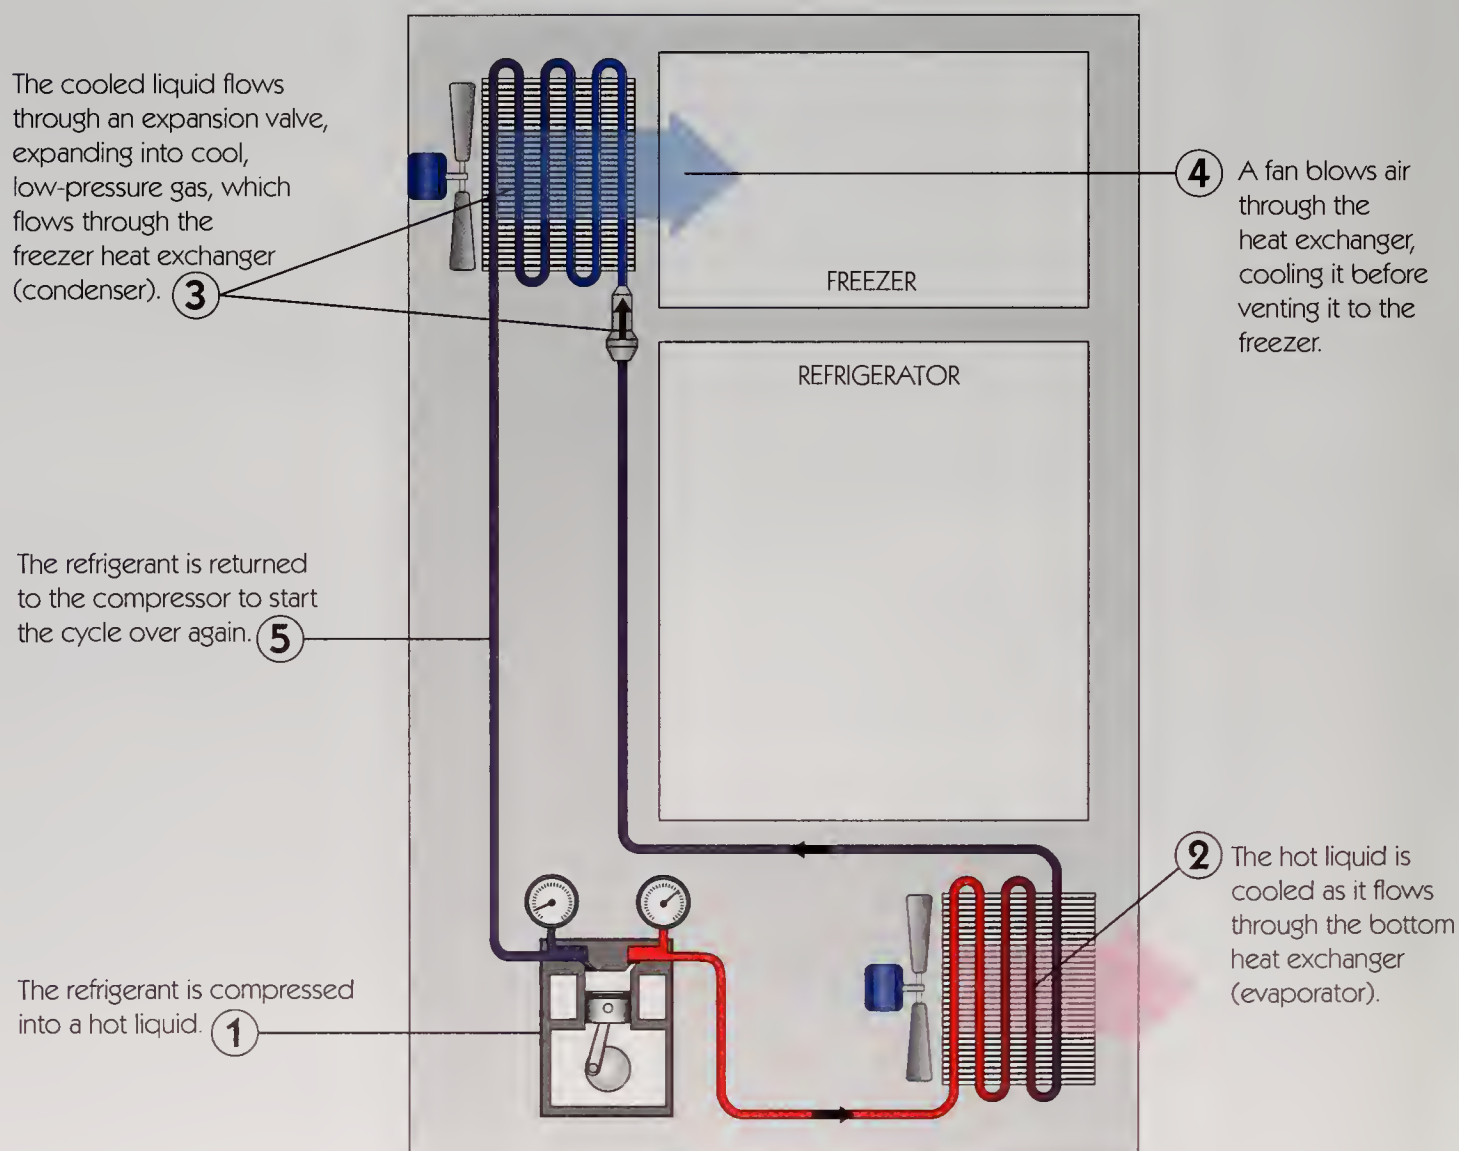 The cooled liquid flows
through an expansion valve,
expanding into cool,
low-pressure gas, which
flows through the
freezer heat exchanger
(condenser). 3
4 A fan blows air
through the
heat exchanger,
cooling it before
venting it to the
freezer.
FREEZER
REFRIGERATOR
The refrigerant is returned
to the compressor to start
the cycle over again. 5
2 The hot liquid is
cooled as it flows
through the bottom
heat exchanger
(evaporator).
The refrigerant is compressed
into a hot liquid. 1